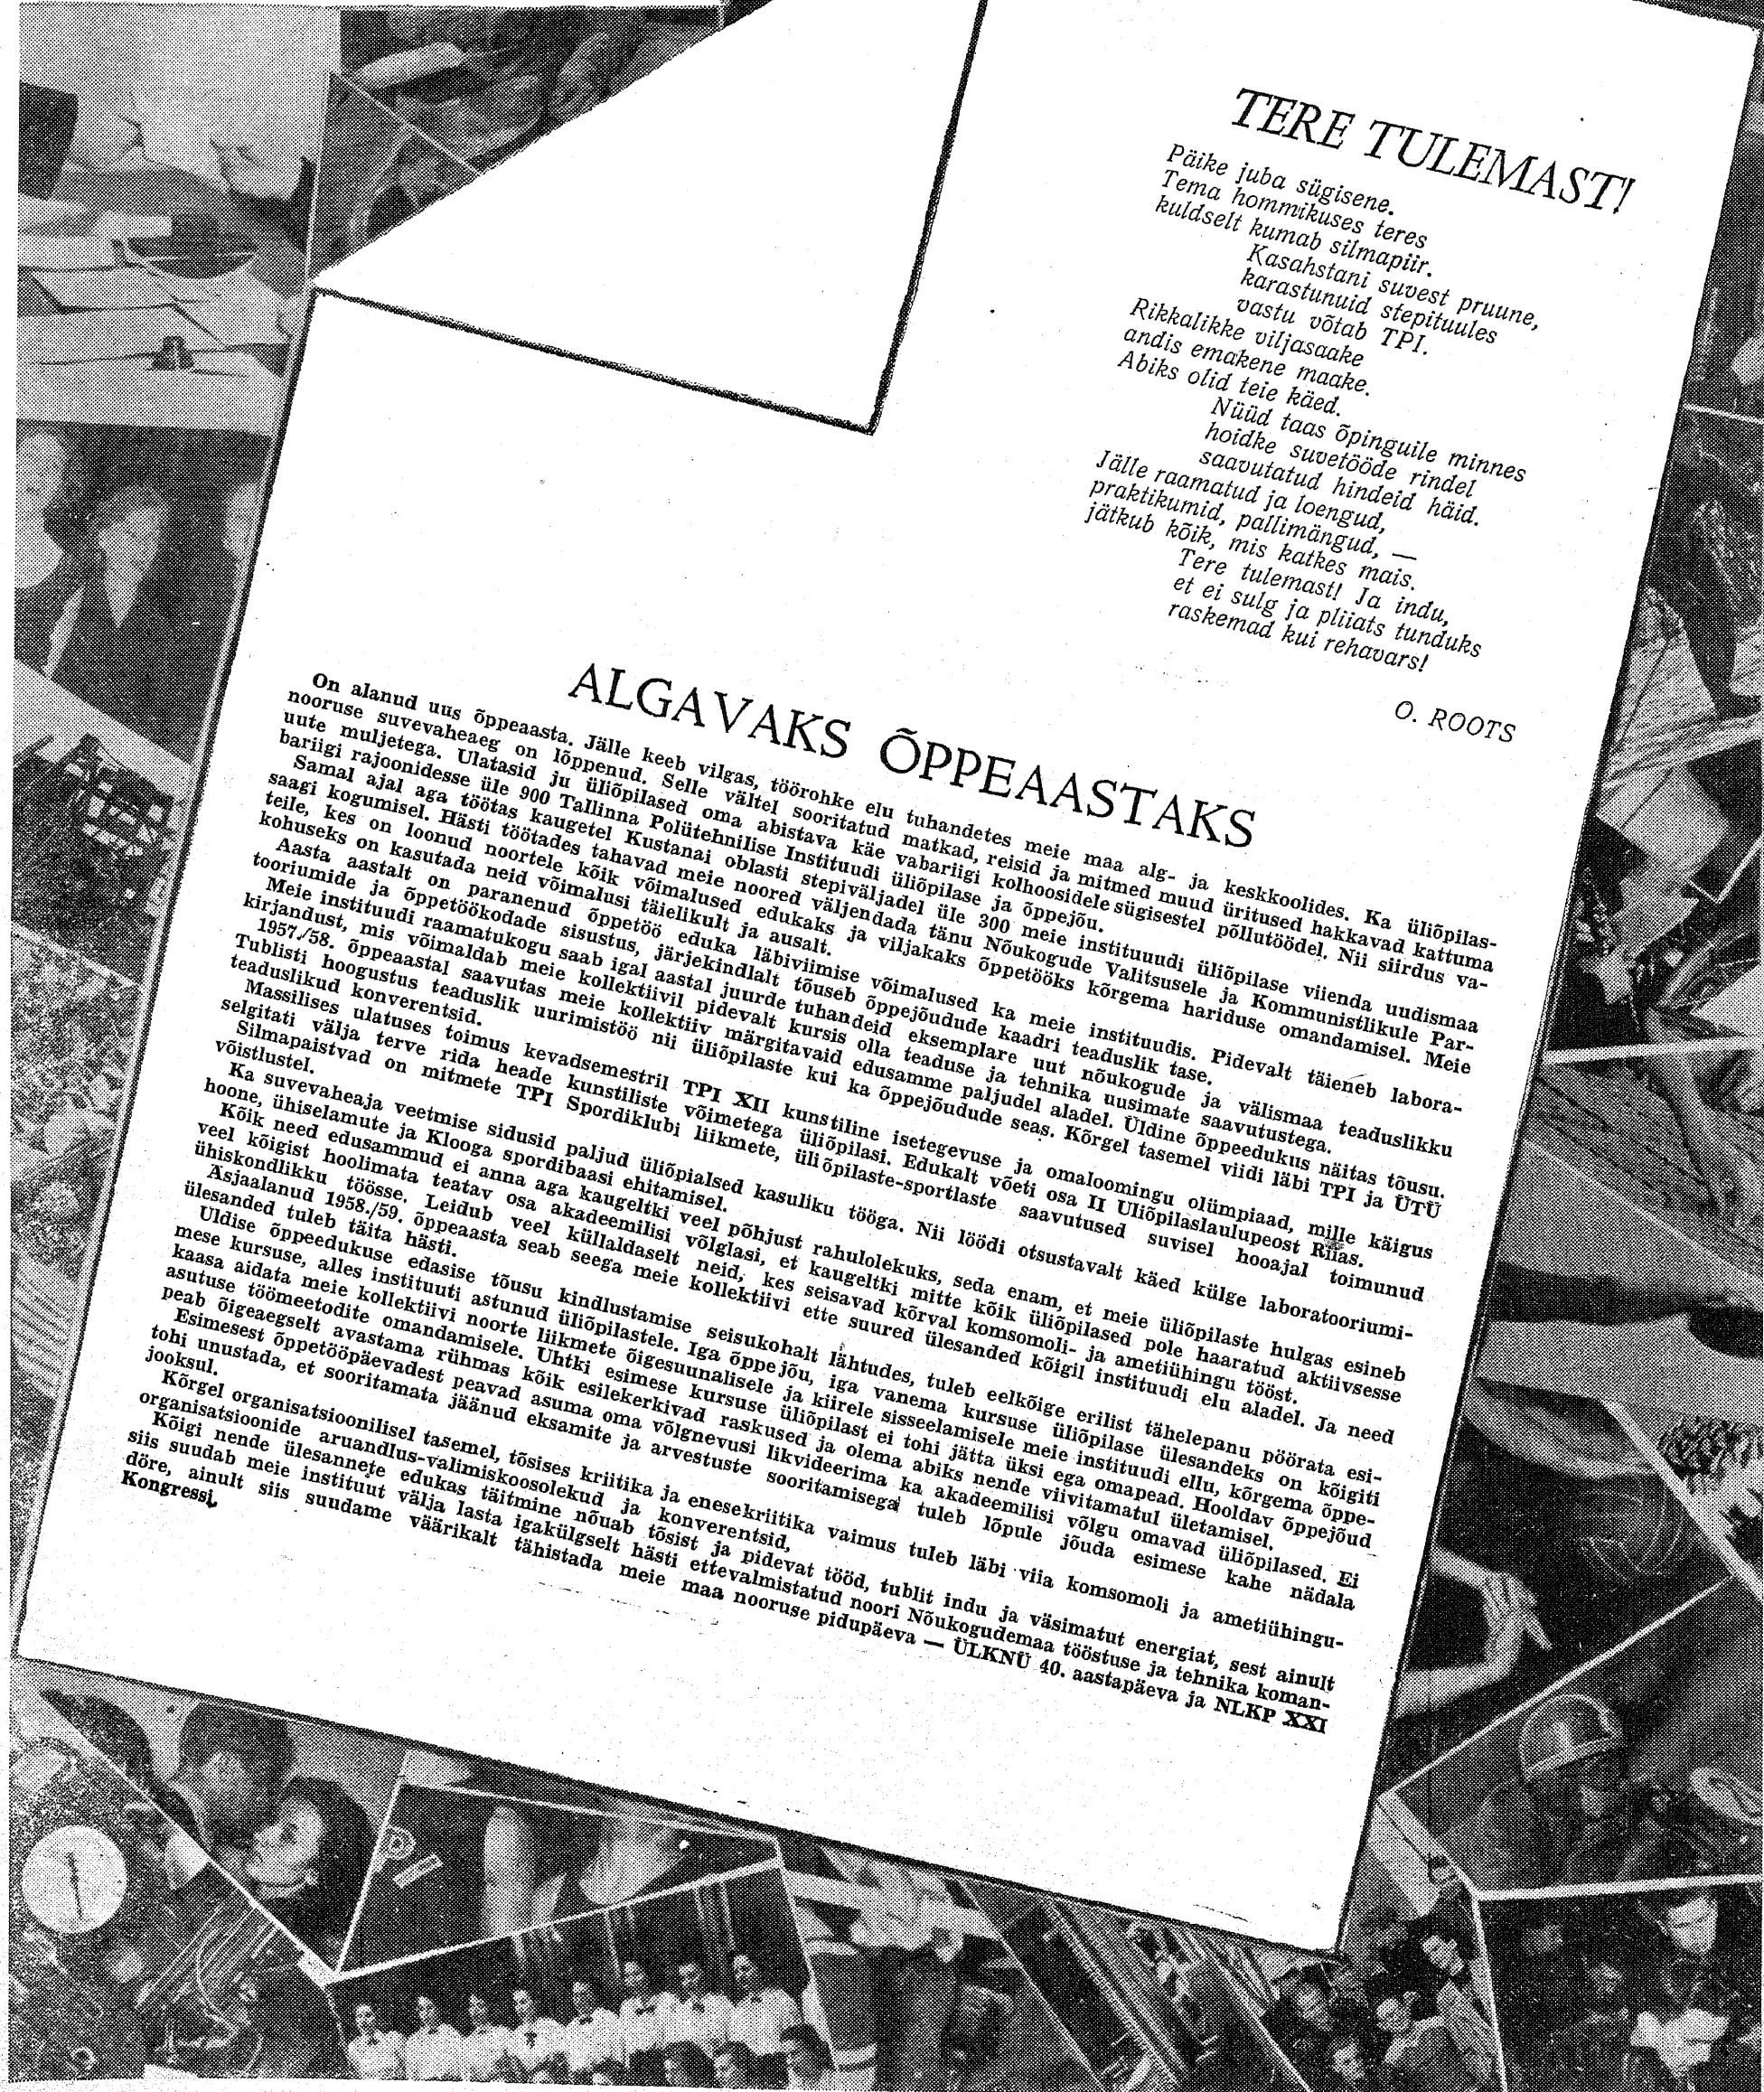 TERE TULEMAST!
Päike juba sügisene.
Tema hommikuses teres
kuldselt kumab silmapiir.
Kasahstani suvest pruune,
karastunuid stepituules
vastu võtab TPI.
Rikkalikke viljasaake
andis emakene maake.
Abiks olid teie käed.
Nüüd taas õpinguile minnes
hoidke suvetööde rindel
saavutatud hindeid häid.
Jälle raamatud ja loengud,
praktikumid, pallimängud, —
jätkub kõik, mis katkes mais.
Tere tulemast! Ja indu,
et ei sulg ja pliiats tunduks
raskemad kui rehavars!
O. ROOTS
ALGAVAKS ÕPPEAASTAKS
On alanud uus õppeaasta. Jälle keeb vilgas, töörohke elu tuhandetes meie maa alg- ja keskkoolides. Ka üliõpilas-
nooruse suvevaheaeg on lõppenud. Selle vältel sooritatud matkad, reisid ja mitmed muud üritused hakkavad kattuma
uute muljetega. Ulatasid ju üliõpilased oma abistava käe vabariigi kolhoosidele sügisestel põllutöödel. Nii siirdus va-
bariigi rajoonidesse üle 900 Tallinna Polütehnilise Instituudi üliõpilase ja õppejõu.
Samal ajal aga töötas kaugetel Kustanai oblasti stepiväljadel üle 300 meie instituuudi üliõpilase viienda uudismaa
saagi kogumisel. Hästi töötades tahavad meie noored väljendada tänu Nõukogude Valitsusele ja Kommunistlikule Par-
teile, kes on loonud noortele kõik võimalused edukaks ja viljakaks õppetööks kõrgema hariduse omandamisel. Meie
kohuseks on kasutada neid võimalusi täielikult ja ausalt.
Aasta aastalt on paranenud õppetöö eduka läbiviimise võimalused ka meie instituudis. Pidevalt täieneb labora-
tooriumide ja õppetöökodade sisustus, järjekindlalt tõuseb õppejõudude kaadri teaduslik tase.
Meie instituudi raamatukogu saab igal aastal juurde tuhandeid eksemplare uut nõukogude ja välismaa teaduslikku
kirjandust, mis võimaldab meie kollektiivil pidevalt kursis olla teaduse ja tehnika uusimate saavutustega.
1957./58. õppeaastal saavutas meie kollektiiv märgitavaid edusamme paljudel aladel. Üldine õppeedukus näitas tõusu.
Tublisti hoogustus teaduslik uurimistöö nii üliõpilaste kui ka õppejõudude seas. Kõrgel tasemel viidi läbi TPI ja ÜTÜ
teaduslikud konverentsid.
Massilises ulatuses toimus kevadsemestril TPI XII kunstiline isetegevuse ja omaloomingu olümpiaad, mille käigus
selgitati välja terve rida heade kunstiliste võimetega üliõpilasi. Edukalt võeti osa II Üliõpilaslaulupeost Riias.
Silmapaistvad on mitmete TPI Spordiklubi liikmete, üliõpilaste-sportlaste saavutused suvisel hooajal toimunud
võistlustel.
Ka suvevaheaja veetmise sidusid paljud üliõpialsed kasuliku tööga. Nii löödi otsustavalt käed külge laboratooriumi-
hoone, ühiselamute ja Klooga spordibaasi ehitamisel.
Kõik need edusammud ei anna aga kaugeltki veel põhjust rahulolekuks, seda enam, et meie üliõpilaste hulgas esineb
veel kõigist hoolimata teatav osa akadeemilisi võlglasi, et kaugeltki mitte kõik üliõpilased pole haaratud aktiivsesse
ühiskondlikku töösse. Leidub veel küllaldaselt neid, kes seisavad kõrval komsomoli- ja ametiühingu tööst.
Asjaalanud 1958./59. õppeaasta seab seega meie kollektiivi ette suured ülesanded kõigil instituudi elu aladel. Ja need
ülesanded tuleb täita hästi.
Üldise õppeedukuse edasise tõusu kindlustamise seisukohalt lähtudes, tuleb eelkõige erilist tähelepanu pöörata esi-
mese kursuse, alles instituuti astunud üliõpilastele. Iga õppejõu, iga vanema kursuse üliõpilase ülesandeks on kõigiti
kaasa aidata meie kollektiivi noorte liikmete õigesuunalisele ja kiirele sisseelamisele meie instituudi ellu, kõrgema õppe-
asutuse töömeetodite omandamisele. Ühtki esimese kursuse üliõpilast ei tohi jätta üksi ega omapead. Hooldav õppejõud
peab õigeaegselt avastama rühmas kõik esilekerkivad raskused ja olema abiks nende viivitamatul ületamisel.
Esimesest õppetööpäevadest peavad asuma oma võlgnevusi likvideerima ka akadeemilisi võlgu omavad üliõpilased. Ei
tohi unustada, et sooritamata jäänud eksamite ja arvestuste sooritamisega tuleb lõpule jõuda esimese kahe nädala
jooksul.
Kõrgel organisatsioonilisel tasemel, tõsises kriitika ja enesekriitika vaimus tuleb läbi viia komsomoli ja ametiühingu-
organisatsioonide aruandlus-valimiskoosolekud ja konverentsid,
Kõigi nende ülesannete edukas täitmine nõuab tõsist ja pidevat tööd, tublit indu ja väsimatut energiat, sest ainult
siis suudab meie instituut välja lasta igakülgselt hästi ettevalmistatud noori Nõukogudemaa tööstuse ja tehnika koman-
döre, ainult siis suudame väärikalt tähistada meie maa nooruse pidupäeva — ÜLKNÜ 40. aastapäeva ja NLKP XXI
Kongressi.